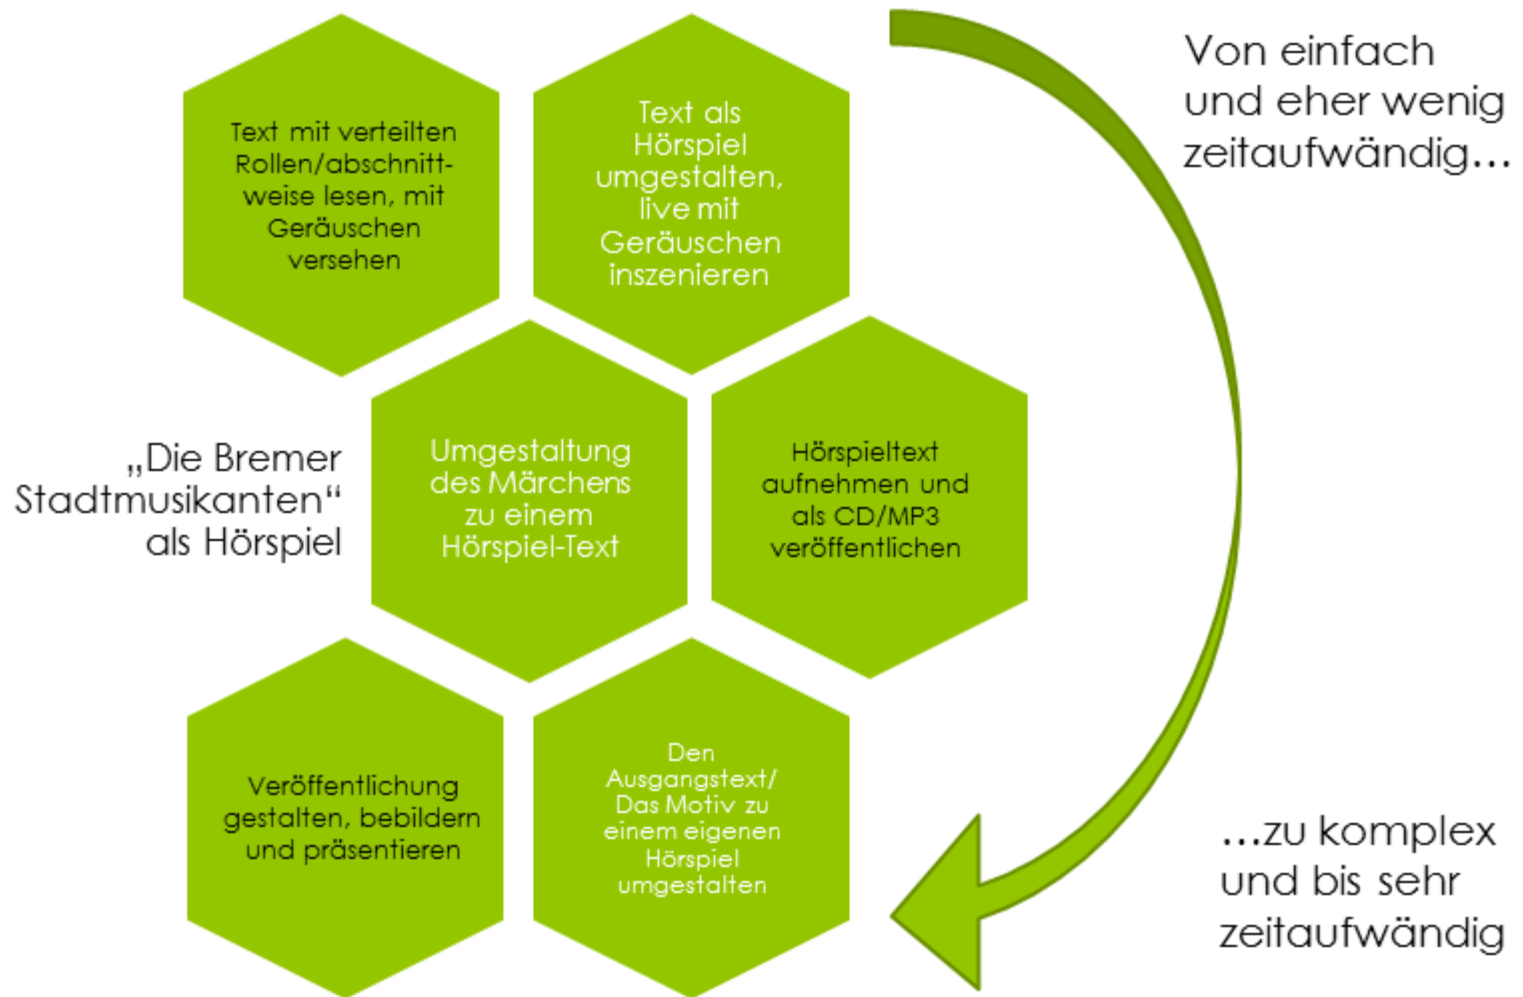 Text mit verteilten
Rollen/abschnitt-
weise lesen, mit
Geräuschen
versehen
Text als
Hörspiel
umgestalten,
live mit
Geräuschen
inszenieren
Von einfach
und eher wenig
zeitaufwändig...
„Die Bremer
Stadtmusikanten“
als Hörspiel
Umgestaltung
des Märchens
zu einem
Hörspiel-Text
Hörspieltext
aufnehmen und
als CD/MP3
veröffentlichen
Veröffentlichung
gestalten, bebildern
und präsentieren
Den
Ausgangstext/
Das Motiv zu
einem eigenen
Hörspiel
umgestalten
...zu komplex
und bis sehr
zeitaufwändig